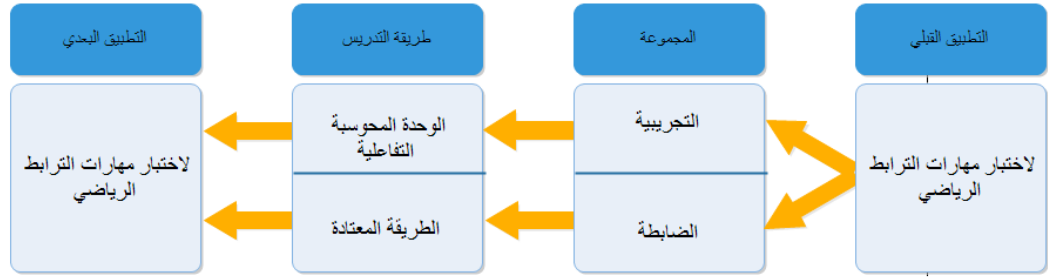 التطبيق القبلي
المجموعة
طريقة التدريس
التطبيق البعدي
لاختبار مهارات الترابط
الرياضي
التجريبية
الضابطة
الوحدة المحوسبة
التفاعلية
الطريقة المعتادة
لاختبار مهارات الترابط
الرياضي